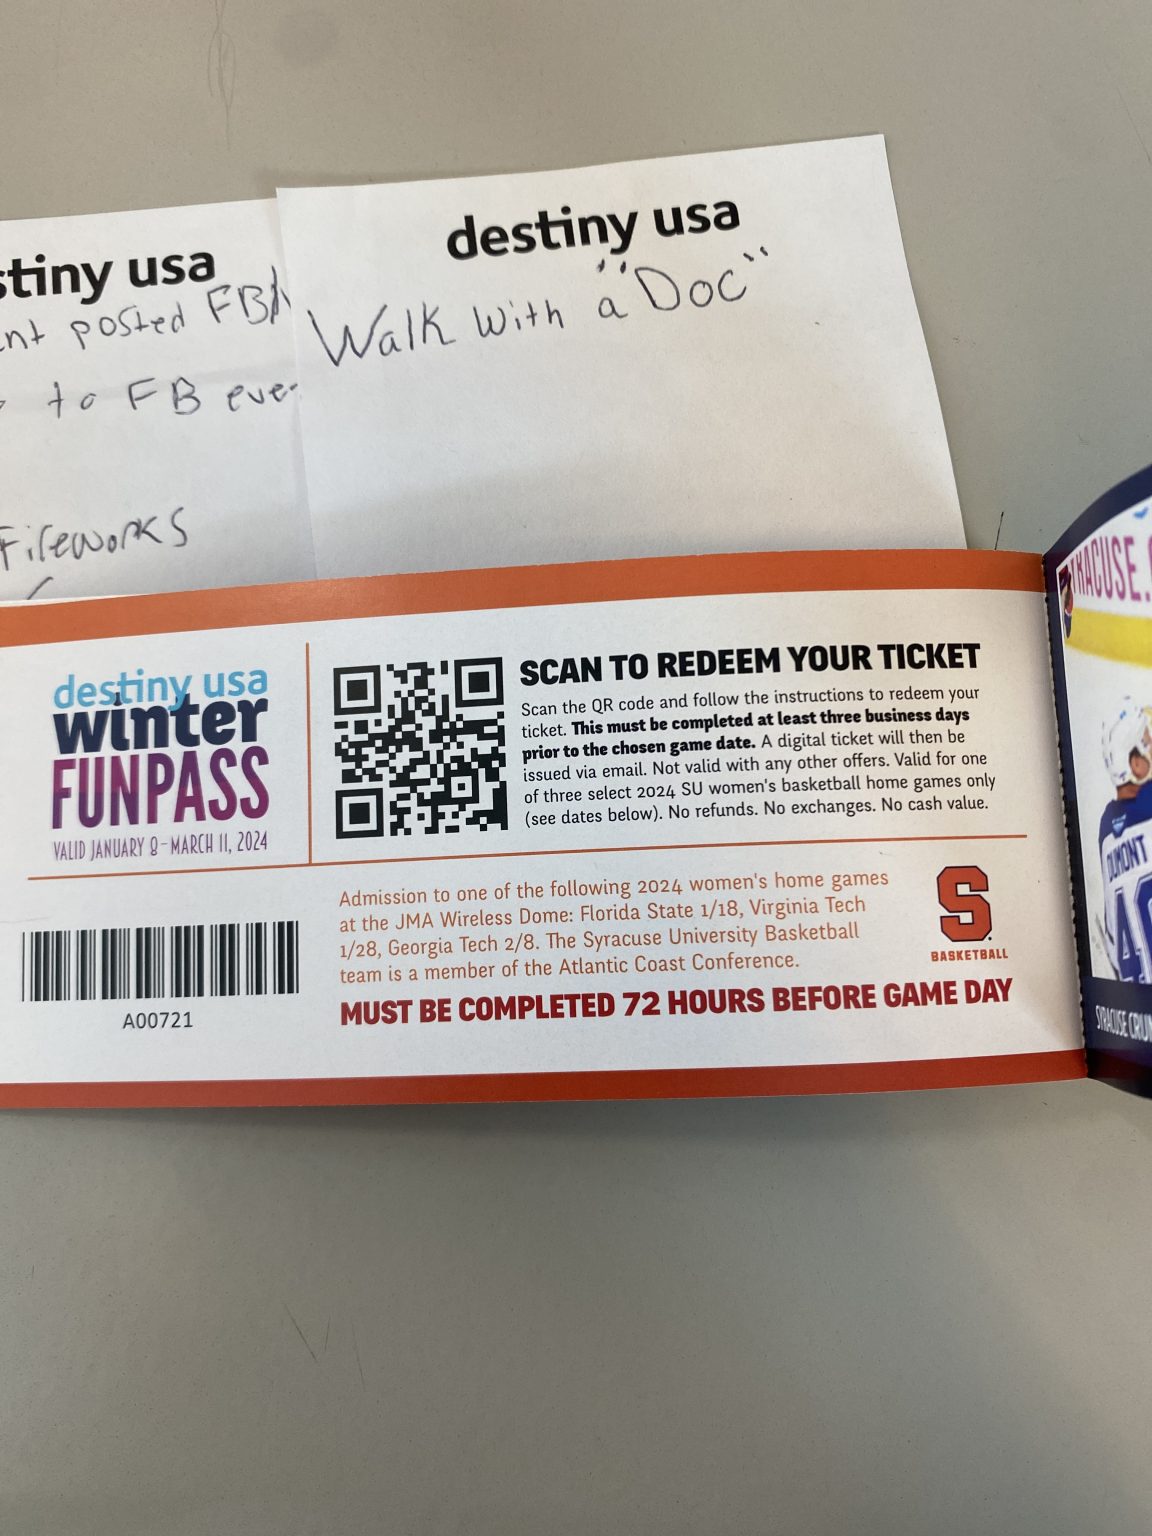 destiny usa
Walk with a "Doc"
usa
posted
to FB
Fireworks
SCAN TO REDEEM YOUR TICKET
Scan the QR code and follow the instructions to redeem your
ticket. This must be completed at least three business days
prior to the chosen game date. A digital ticket will then be
issued via email. Not valid with any other offers. Valid for one
of three select 2024 SU women's basketball home games only
(see dates below). No refunds. No exchanges. No cash value.
destiny usa
winter
FUNPASS
VALID JANUARY 8-MARCH 11, 2024
A00721
Admission to one of the following 2024 women's home games
at the JMA Wireless Dome: Florida State 1/18, Virginia Tech
1/28, Georgia Tech 2/8. The Syracuse University Basketball
team is a member of the Atlantic Coast Conference.
MUST BE COMPLETED 72 HOURS BEFORE GAME DAY
S
BASKETBALL
DUMONT
SYRACUSE